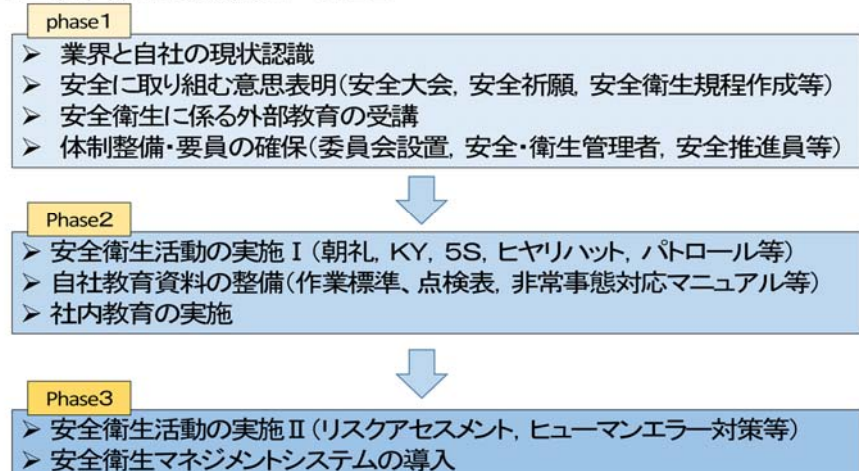 phase1
➢ 業界と自社の現状認識
➢ 安全に取り組む意思表明(安全大会, 安全祈願, 安全衛生規程作成等)
➢ 安全衛生に係る外部教育の受講
➢ 体制整備・要員の確保(委員会設置, 安全・衛生管理者, 安全推進員等)
Phase2
➢ 安全衛生活動の実施Ⅰ(朝礼, KY, 5S, ヒヤリハット, パトロール等)
➢ 自社教育資料の整備(作業標準、点検表, 非常事態対応マニュアル等)
➢ 社内教育の実施
Phase3
➢ 安全衛生活動の実施Ⅱ(リスクアセスメント, ヒューマンエラー対策等)
➢ 安全衛生マネジメントシステムの導入